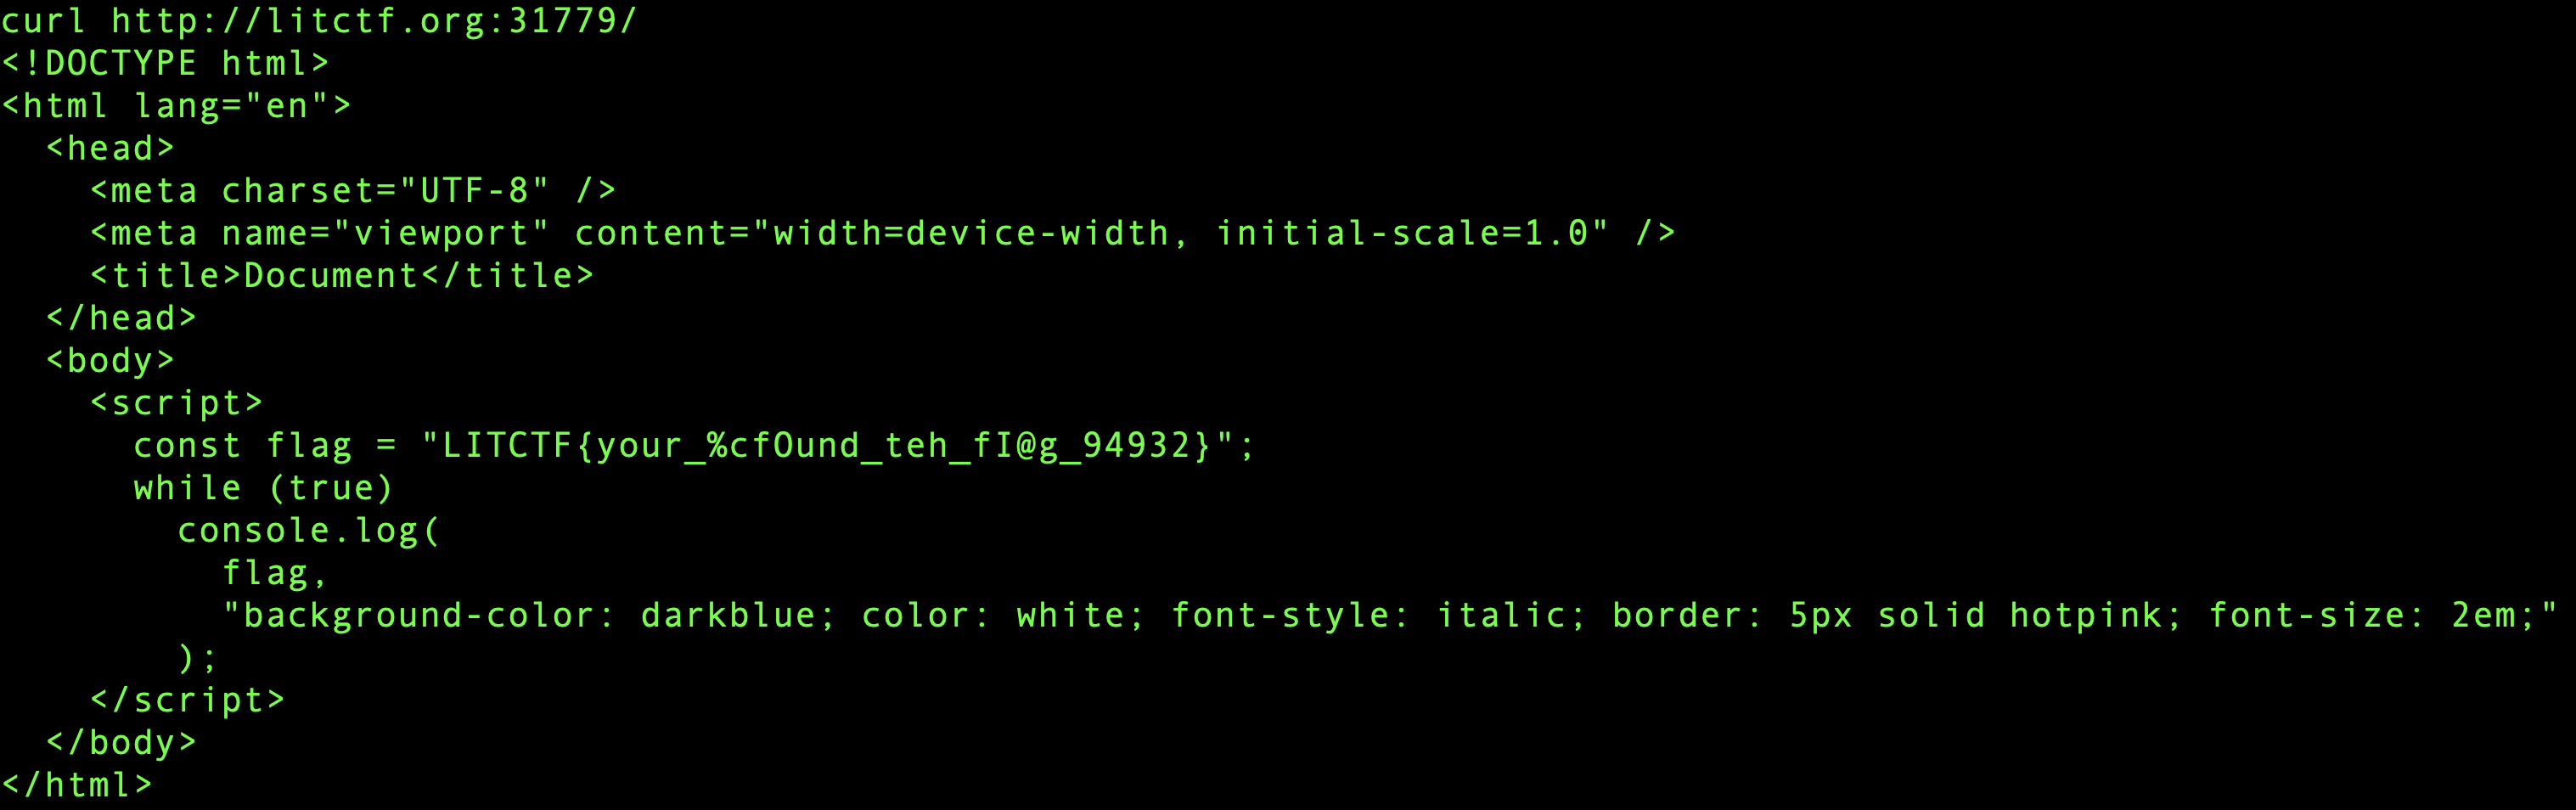 curl http://litctf.org:31779/
<!DOCTYPE html>
<html lang="en">
  <head>
    <meta charset="UTF-8" />
    <meta name="viewport" content="width=device-width, initial-scale=1.0" />
    <title>Document</title>
  </head>
  <body>
    <script>
      const flag = "LITCTF{your_%cfOund_teh_fI@g_94932}";
      while (true)
        console.log(
          flag,
          "background-color: darkblue; color: white; font-style: italic; border: 5px solid hotpink; font-size: 2em;"
        );
    </script>
  </body>
</html>